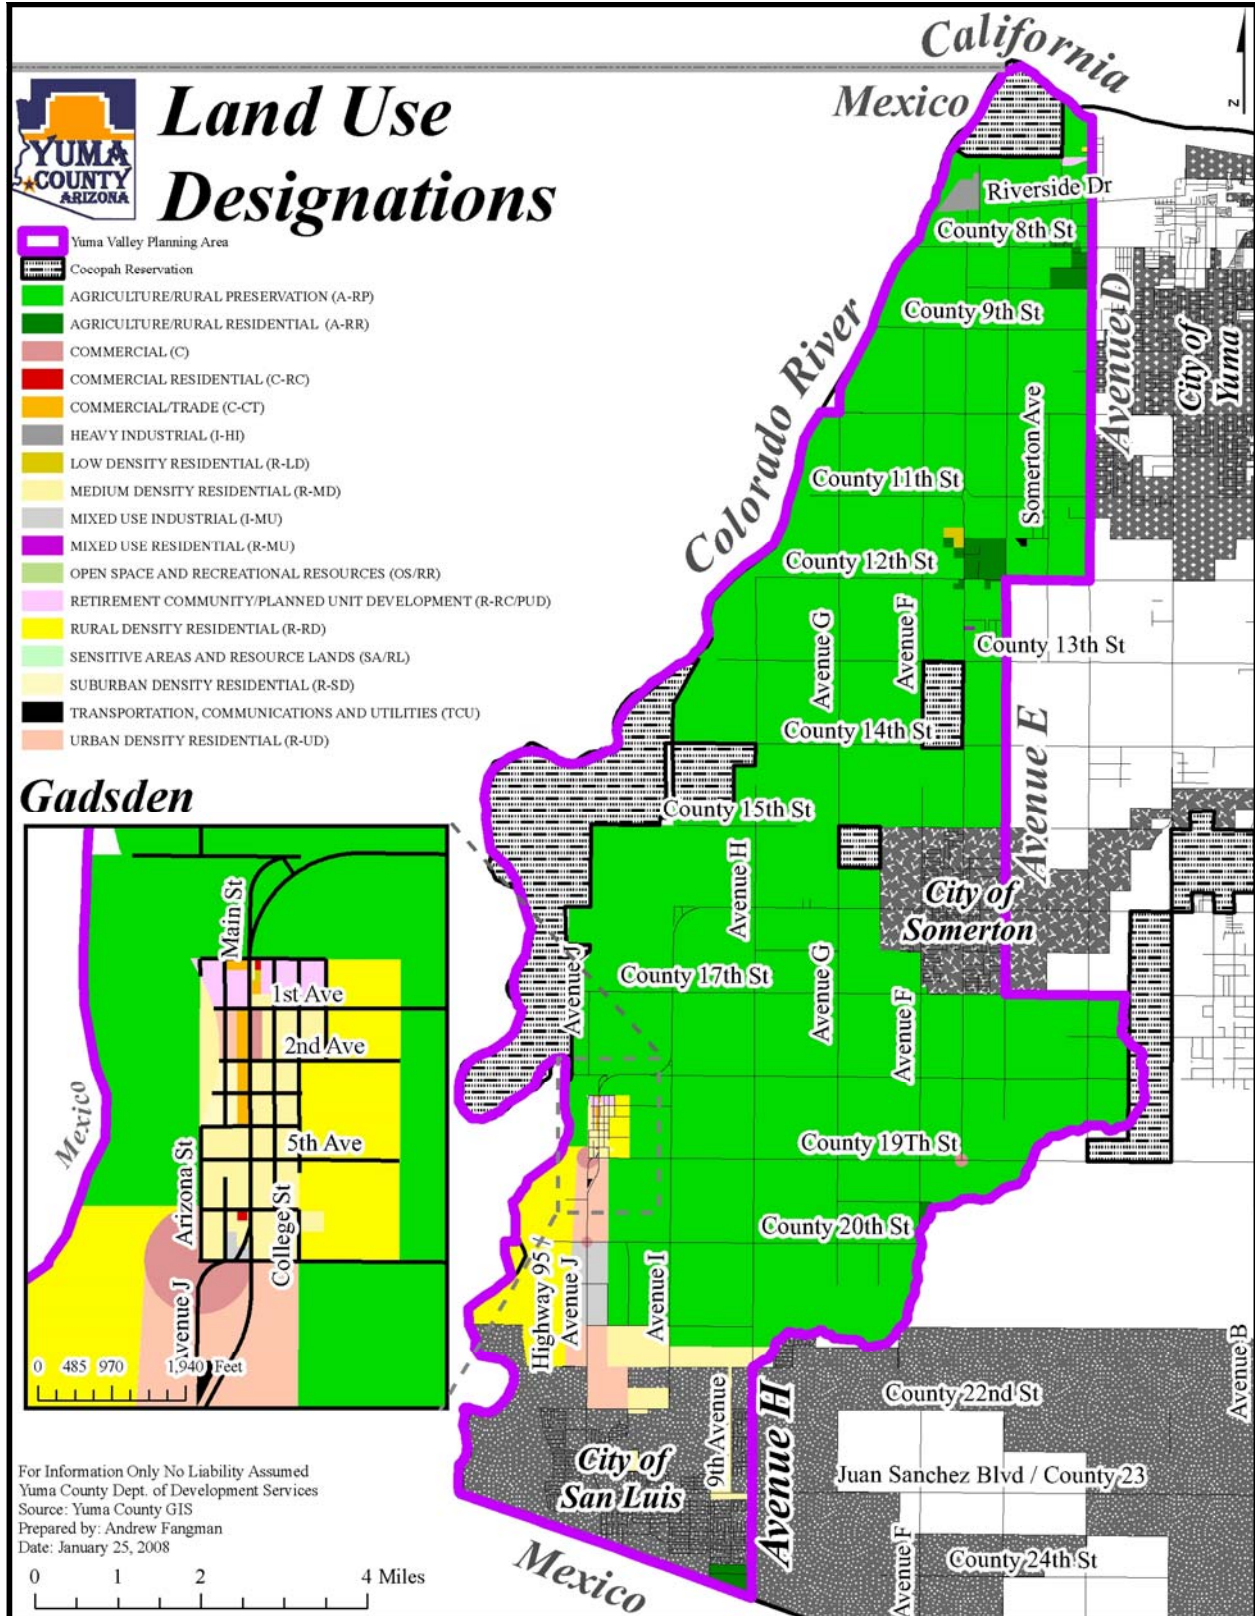 California
Mexico
Land Use
Designations
YUMA
COUNTY
ARIZONA
N
Yuma Valley Planning Area
Cocopah Reservation
AGRICULTURE/RURAL PRESERVATION (A-RP)
AGRICULTURE/RURAL RESIDENTIAL (A-RR)
COMMERCIAL (C)
COMMERCIAL RESIDENTIAL (C-RC)
COMMERCIAL/TRADE (C-CT)
HEAVY INDUSTRIAL (I-HI)
LOW DENSITY RESIDENTIAL (R-LD)
MEDIUM DENSITY RESIDENTIAL (R-MD)
MIXED USE INDUSTRIAL (I-MU)
MIXED USE RESIDENTIAL (R-MU)
OPEN SPACE AND RECREATIONAL RESOURCES (OS/RR)
RETIREMENT COMMUNITY/PLANNED UNIT DEVELOPMENT (R-RC/PUD)
RURAL DENSITY RESIDENTIAL (R-RD)
SENSITIVE AREAS AND RESOURCE LANDS (SA/RL)
SUBURBAN DENSITY RESIDENTIAL (R-SD)
TRANSPORTATION, COMMUNICATIONS AND UTILITIES (TCU)
URBAN DENSITY RESIDENTIAL (R-UD)
Riverside Dr
County 8th St
County 9th St
Avenue D
City of
Yuma
Colorado River
Somerton Ave
County 11th St
County 12th St
Avenue G
Avenue F
County 13th St
County 14th St
Avenue E
County 15th St
Avenue H
City of
Somerton
Avenue J
County 17th St
Avenue G
Avenue F
County 19Th St
County 20th St
Highway 95 /
Avenue J
Avenue I
Avenue B
County 22nd St
9th Avenue
Avenue H
City of
San Luis
Juan Sanchez Blvd / County 23
Avenue F
County 24th St
Mexico
Gadsden
Main St
1st Ave
2nd Ave
Mexico
5th Ave
Arizona St
College St
Avenue J
0 485 970 1,940 Feet
For Information Only No Liability Assumed
Yuma County Dept. of Development Services
Source: Yuma County GIS
Prepared by: Andrew Fangman
Date: January 25, 2008
0 1 2 4 Miles